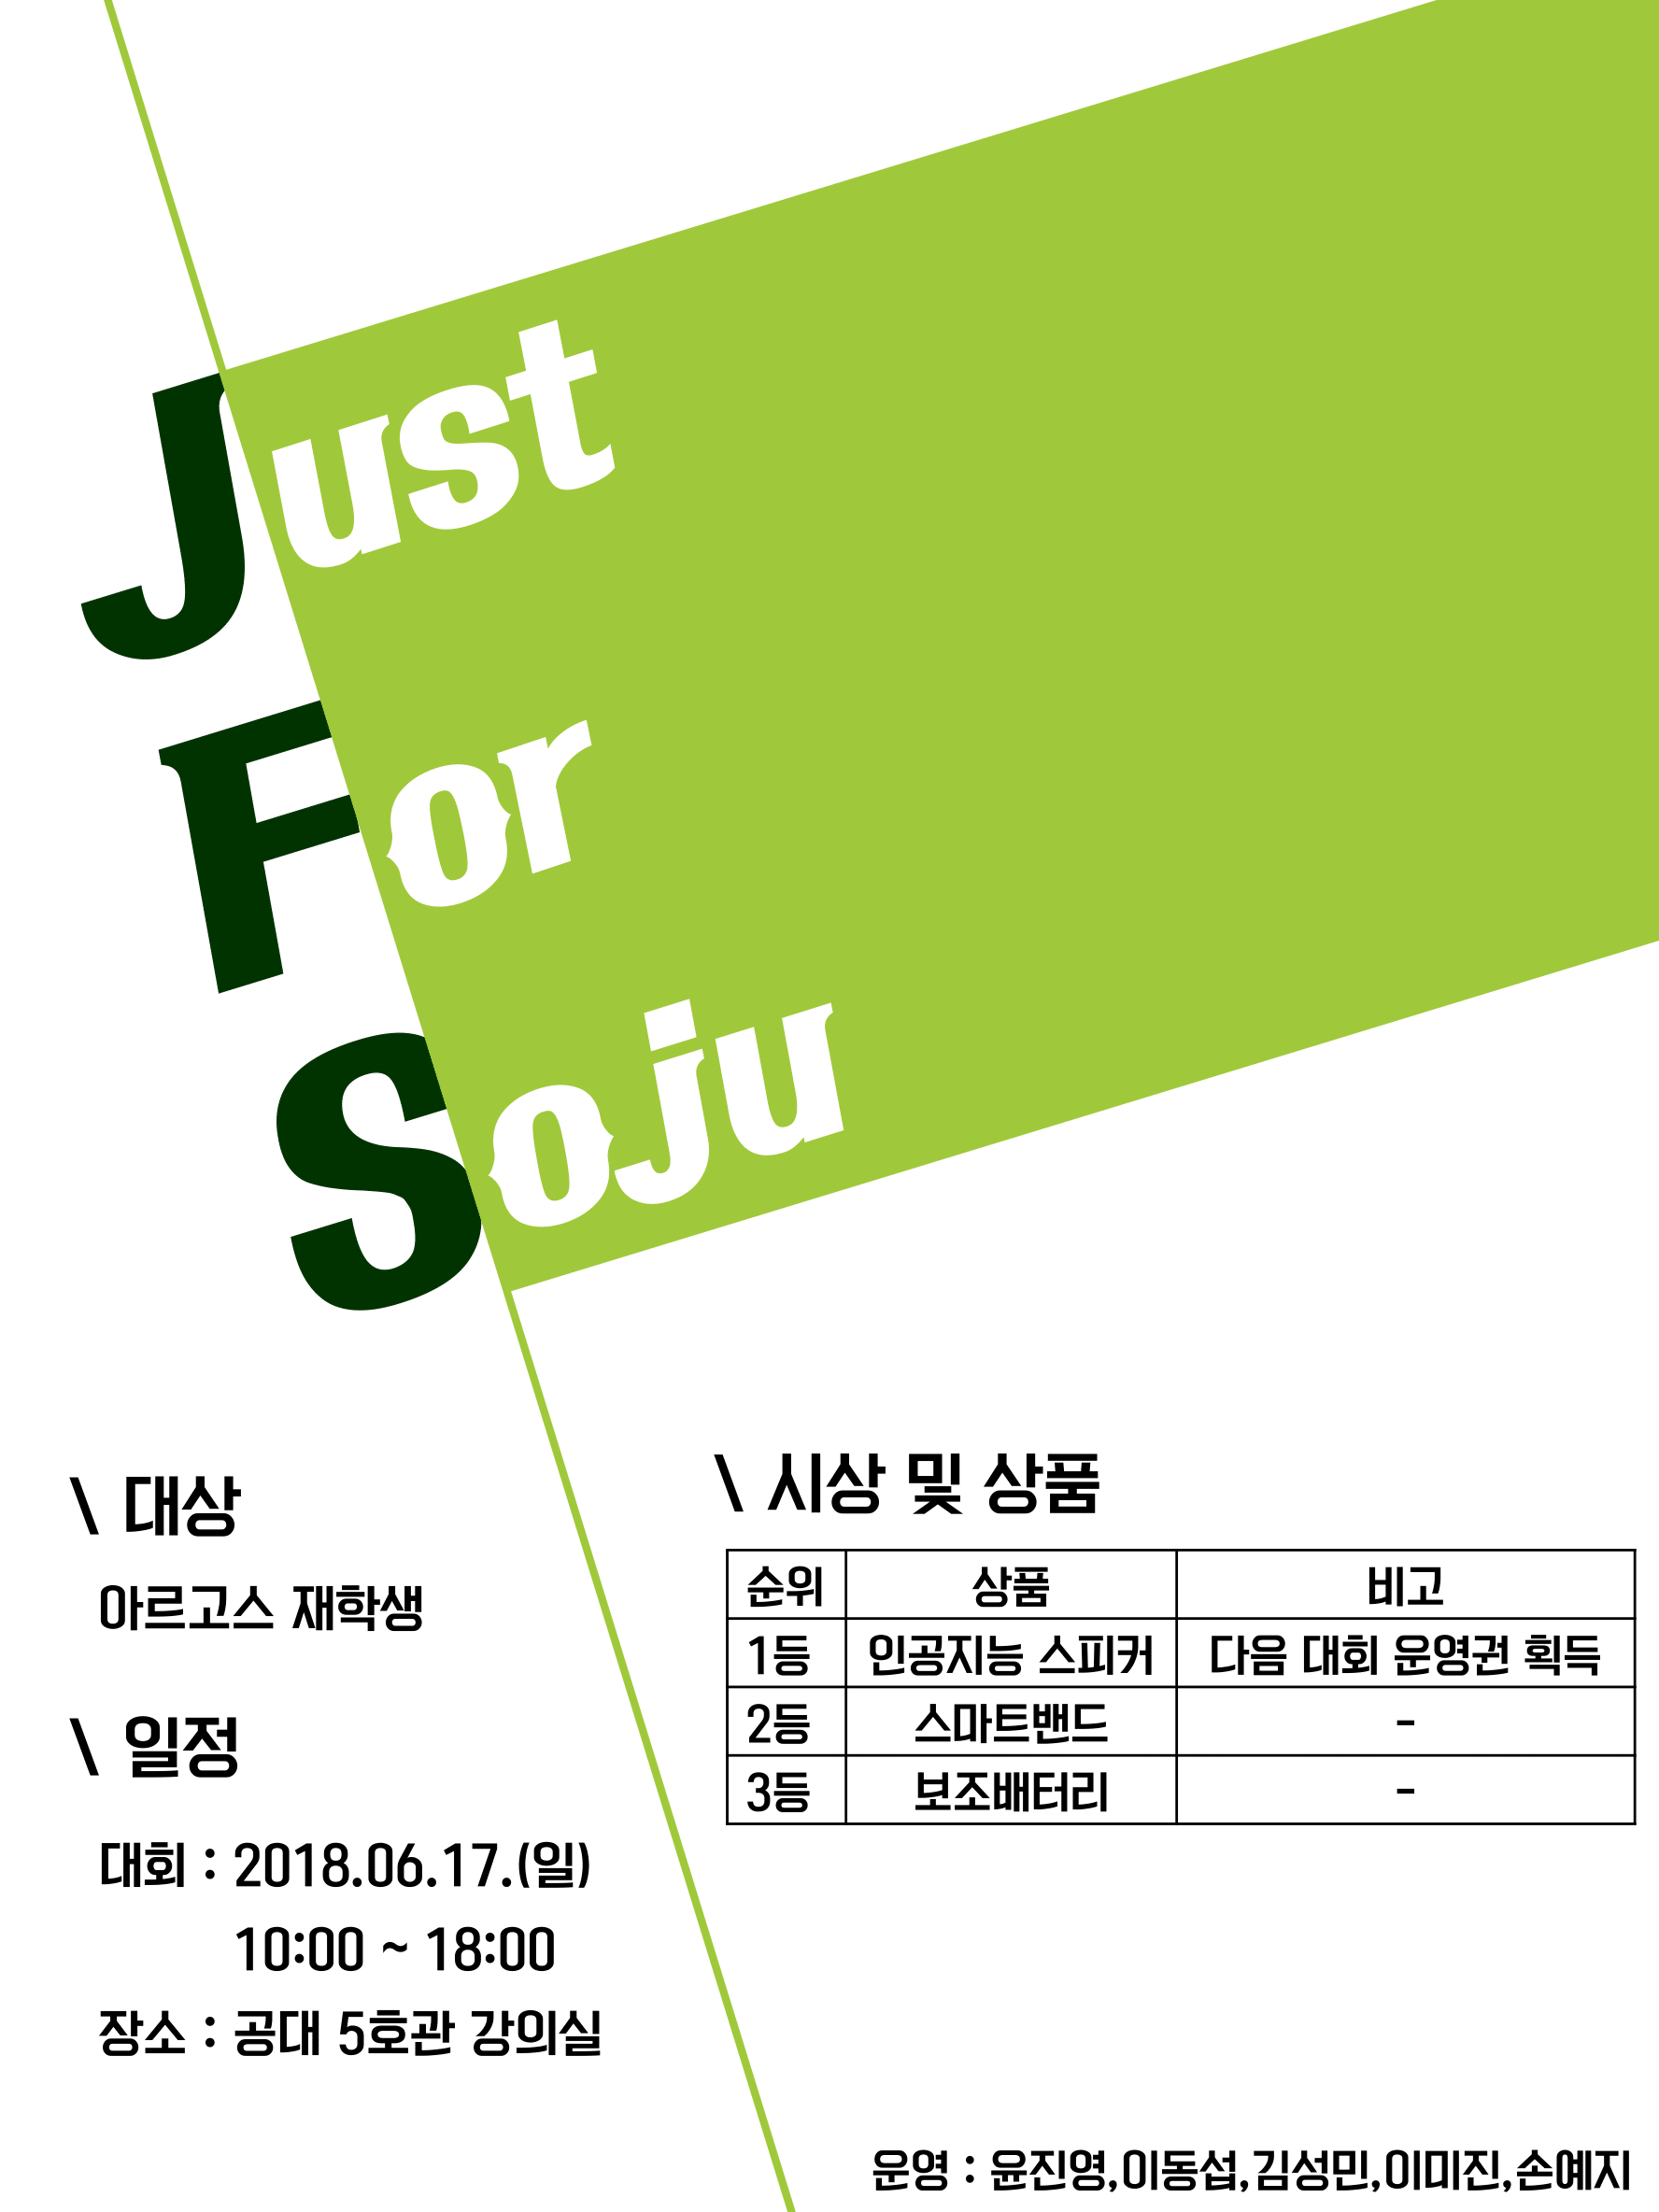 Just
For
Soju
\ 대상
아르고스 재학생
\ 일정
대회 : 2018.06.17.(일)
10:00 ~ 18:00
장소 : 공대 5호관 강의실
\ 시상 및 상품
순위 상품 비고
1등 인공지능 스피커 다음 대회 운영권 획득
2등 스마트밴드 -
3등 보조배터리 -
운영 : 윤진영,이동섭,김성민,이미진,손예지